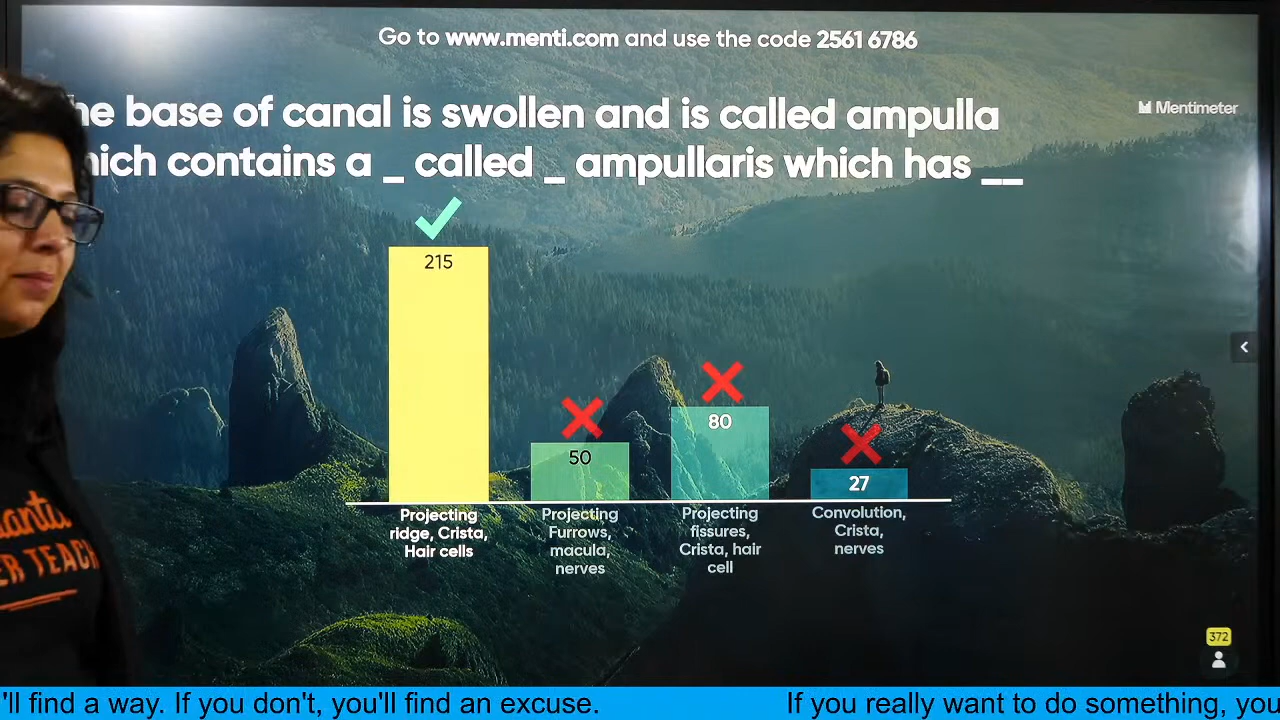 Go to www.menti.com and use the code 2561 6786
he base of canal is swollen and is called ampulla
Mentimeter
hich contains a _ called _ ampullaris which has __
215
50
80
27
Projecting
ridge, Crista,
Hair cells
Projecting
Furrows,
macula,
nerves
Projecting
fissures,
Crista, hair
cell
Convolution,
Crista,
nerves
ER TEACH
372
'll find a way. If you don't, you'll find an excuse.
If you really want to do something, you